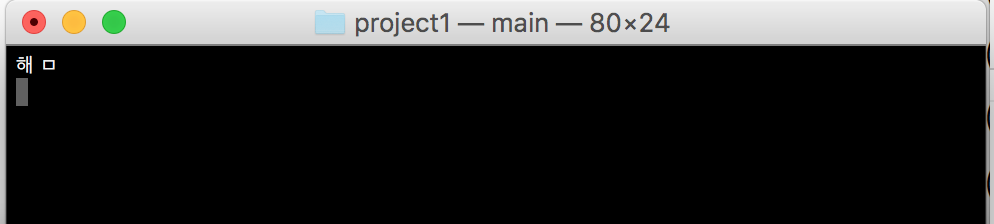 project1 — main — 80×24
해 ㅁ